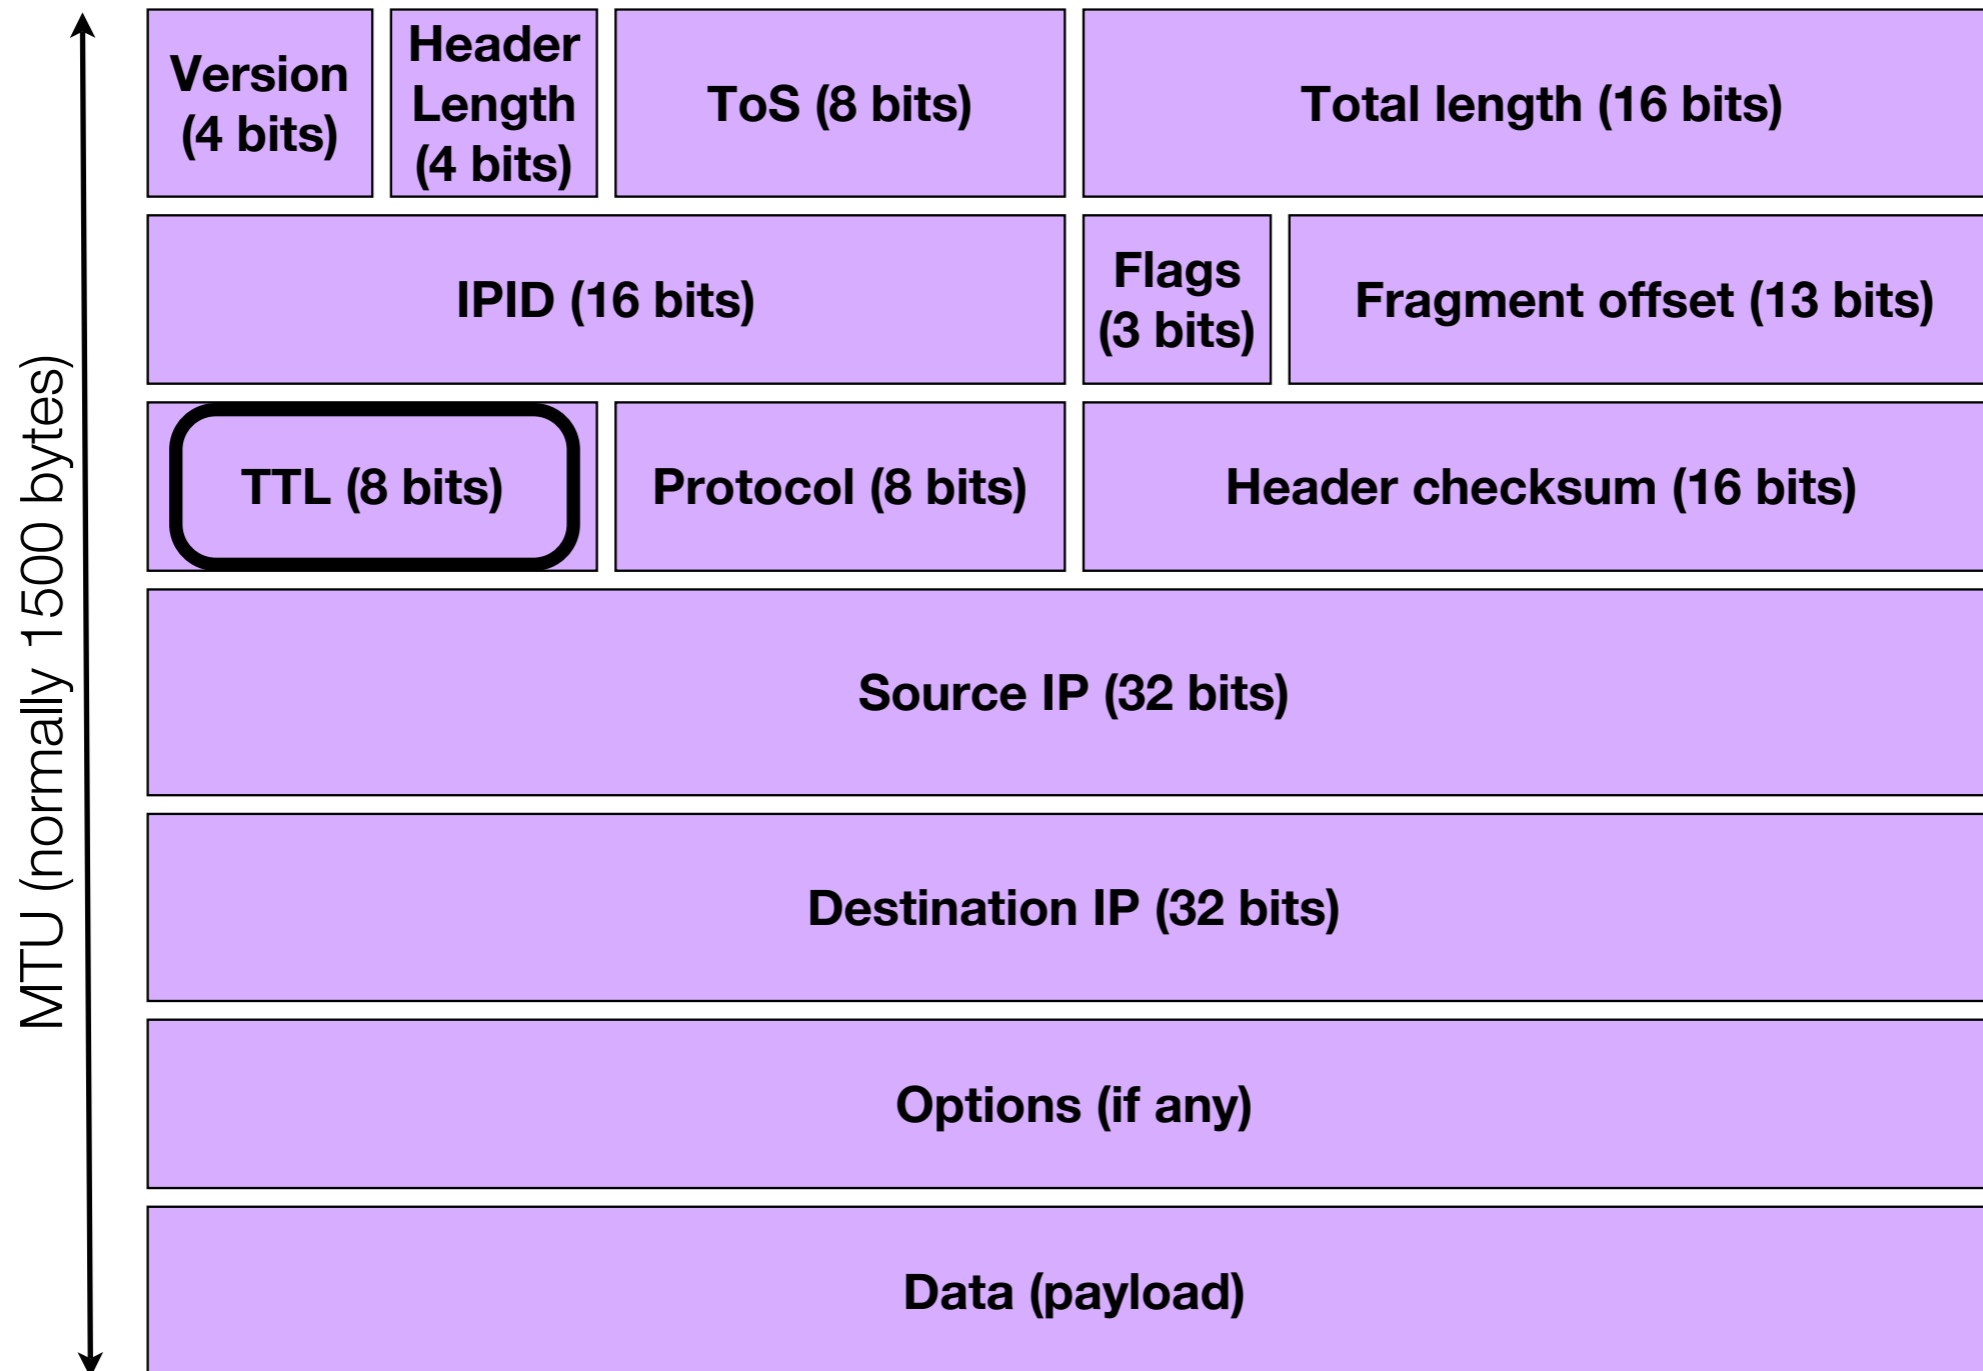 MTU (normally 1500 bytes)
Version
(4 bits)
Header
Length
(4 bits)
ToS (8 bits)
Total length (16 bits)
IPID (16 bits)
Flags
(3 bits)
Fragment offset (13 bits)
TTL (8 bits)
Protocol (8 bits)
Header checksum (16 bits)
Source IP (32 bits)
Destination IP (32 bits)
Options (if any)
Data (payload)